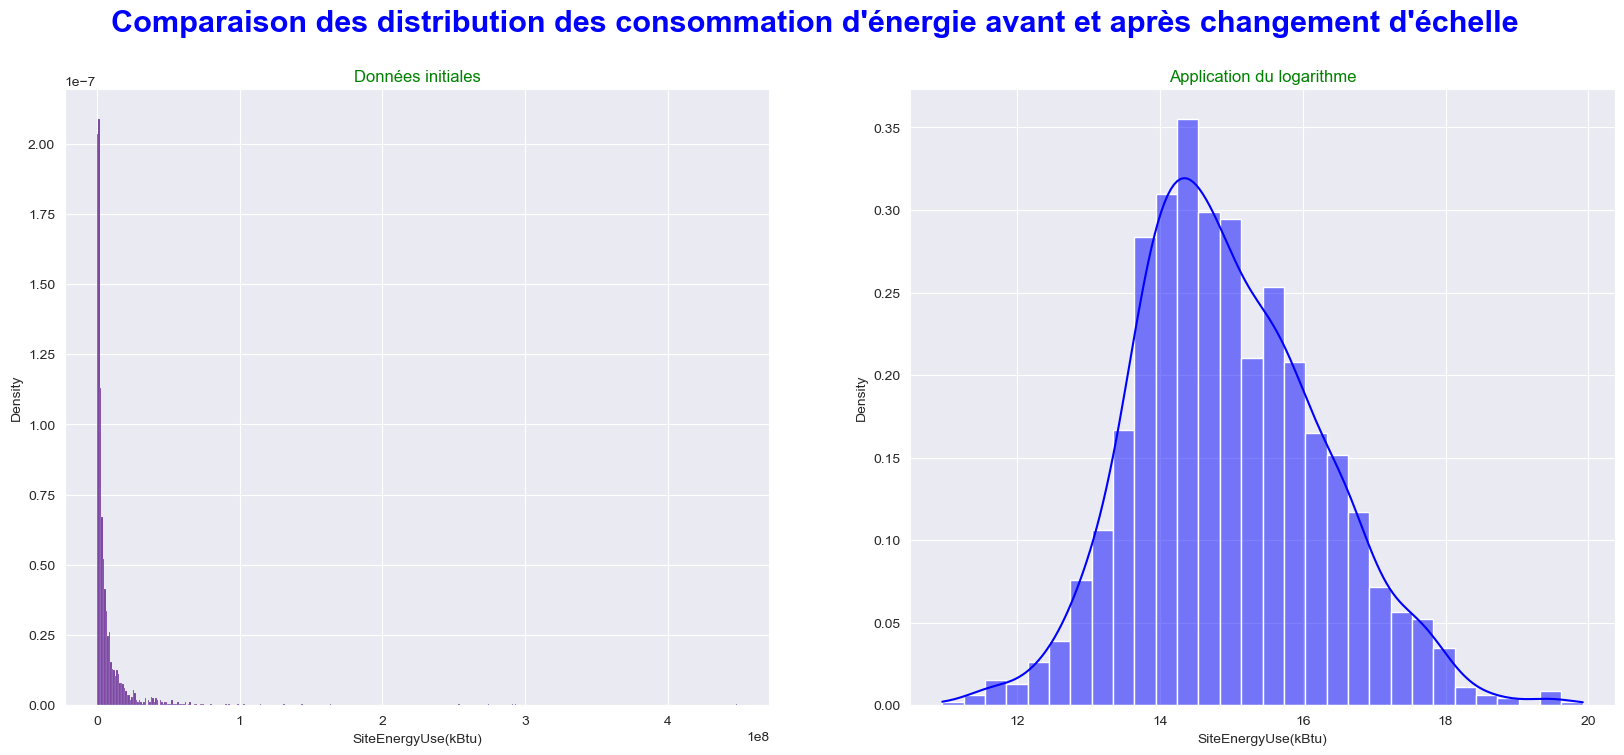 Comparaison des distribution des consommation d'énergie avant et après changement d'échelle
Données initiales
1e−7
2.00
1.75
1.50
1.25
1.00
0.75
0.50
0.25
0.00
Density
0 1 2 3 4
SiteEnergyUse(kBtu)
1e8
Application du logarithme
0.35
0.30
0.25
0.20
0.15
0.10
0.05
0.00
Density
12 14 16 18 20
SiteEnergyUse(kBtu)